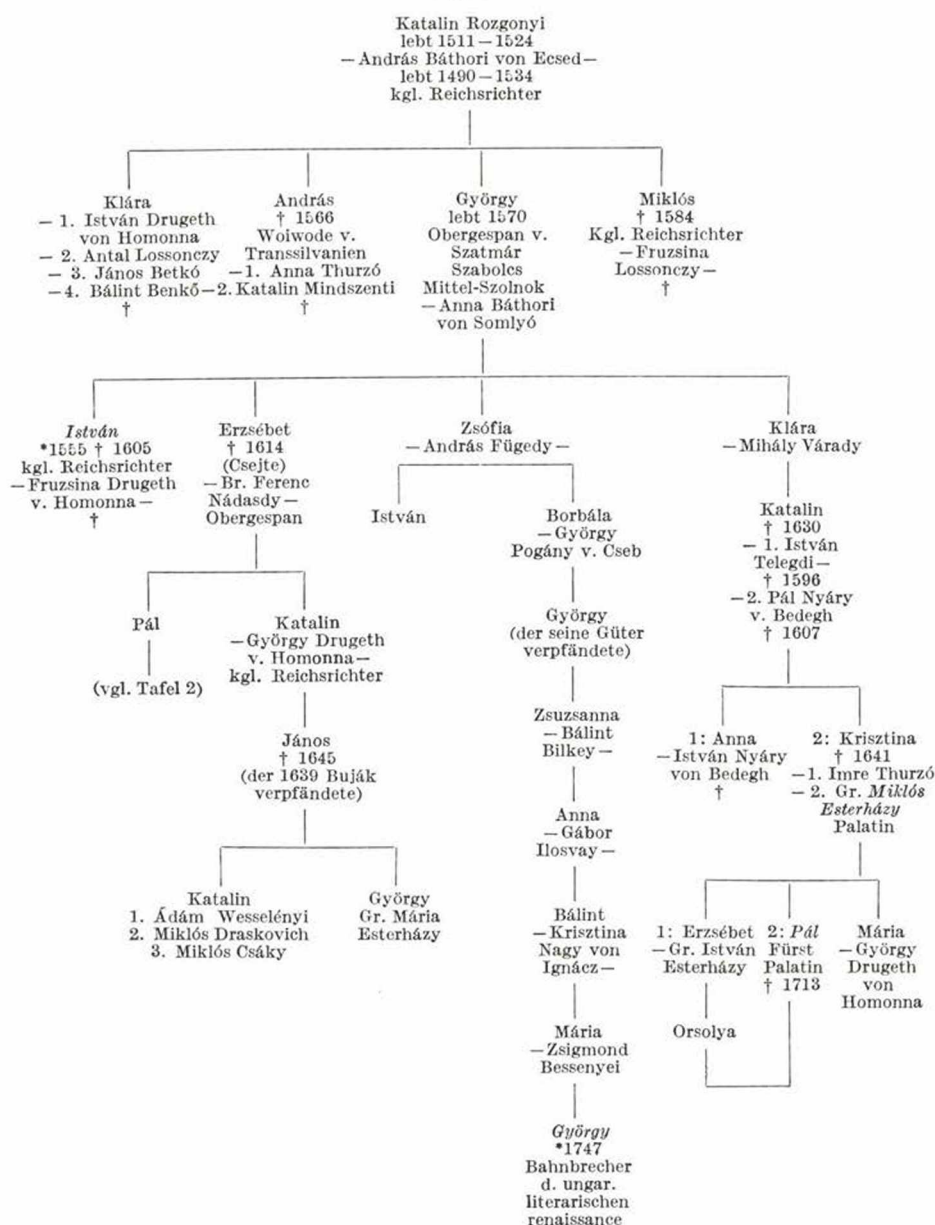 Katalin Rozgonyi
lebt 1511—1524
— András Báthori von Ecsed —
lebt 1490—1534
kgl. Reichsrichter
Klára
— 1. István Drugeth
von Homonna
— 2. Antal Lossonczy
— 3. János Betkó
—4. Bálint Benkő—
†
András
† 1566
Woiwode v.
Transsilvanien
—1. Anna Thurzó
2. Katalin Mindszenti
†
György
lebt 1570
Obergespan v.
Szatmár
Szabolcs
Mittel-Szolnok
— Anna Báthori
von Somlyó
Miklós
† 1584
Kgl. Reichsrichter
—Fruzsina
Lossonczy—
†
István
*1555 † 1605
kgl. Reichsrichter
—Fruzsina Drugeth
v. Homonna—
†
Erzsébet
† 1614
(Csejte)
— Br. Ferenc
Nádasdy—
Obergespan
Zsófia
— András Fügedy —
Klára
—Mihály Várady
István
Borbála
—György
Pogány v. Cseb
Katalin
† 1630
— 1. István
Telegdi—
† 1596
—2. Pál Nyáry
v. Bedegh
† 1607
Pál
(vgl. Tafel 2)
Katalin
—György Drugeth
v. Homonna—
kgl. Reichsrichter
György
(der seine Güter
verpfändete)
János
† 1645
(der 1639 Buják
verpfändete)
Zsuzsanna
— Bálint
Bilkey —
1: Anna
—István Nyáry
von Bedegh
†
2: Krisztina
† 1641
—1. Imre Thurzó
— 2. Gr. Miklós
Esterházy
Palatin
Anna
— Gábor
Ilosvay —
Katalin
1. Ádám Wesselényi
2. Miklós Draskovich
3. Miklós Csáky
György
Gr. Mária
Esterházy
Bálint
—Krisztina
Nagy von
Ignácz—
1: Erzsébet
—Gr. István
Esterházy
2: Pál
Fürst
Palatin
† 1713
Mária
—György
Drugeth
von
Homonna
Orsolya
Mária
—Zsigmond
Bessenyei
György
*1747
Bahnbrecher
d. ungar.
literarischen
renaissance